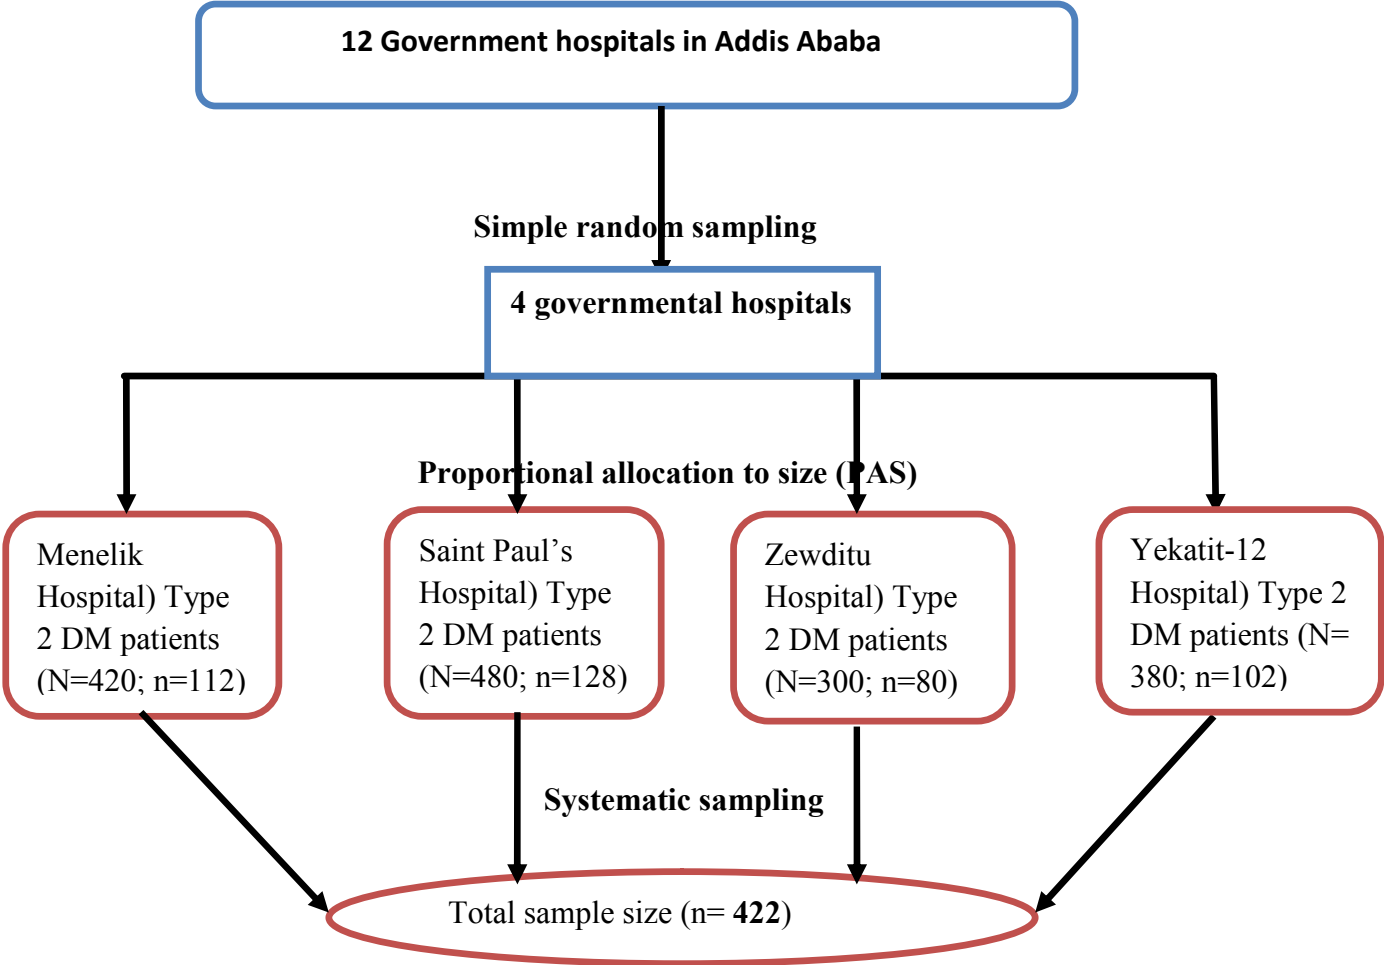 12 Government hospitals in Addis Ababa
Simple random sampling
4 governmental hospitals
Proportional allocation to size (PAS)
Menelik
Hospital) Type
2 DM patients
(N=420; n=112)
Saint Paul’s
Hospital) Type
2 DM patients
(N=480; n=128)
Zewditu
Hospital) Type
2 DM patients
(N=300; n=80)
Yekatit-12
Hospital) Type 2
DM patients (N=
380; n=102)
Systematic sampling
Total sample size (n= 422)